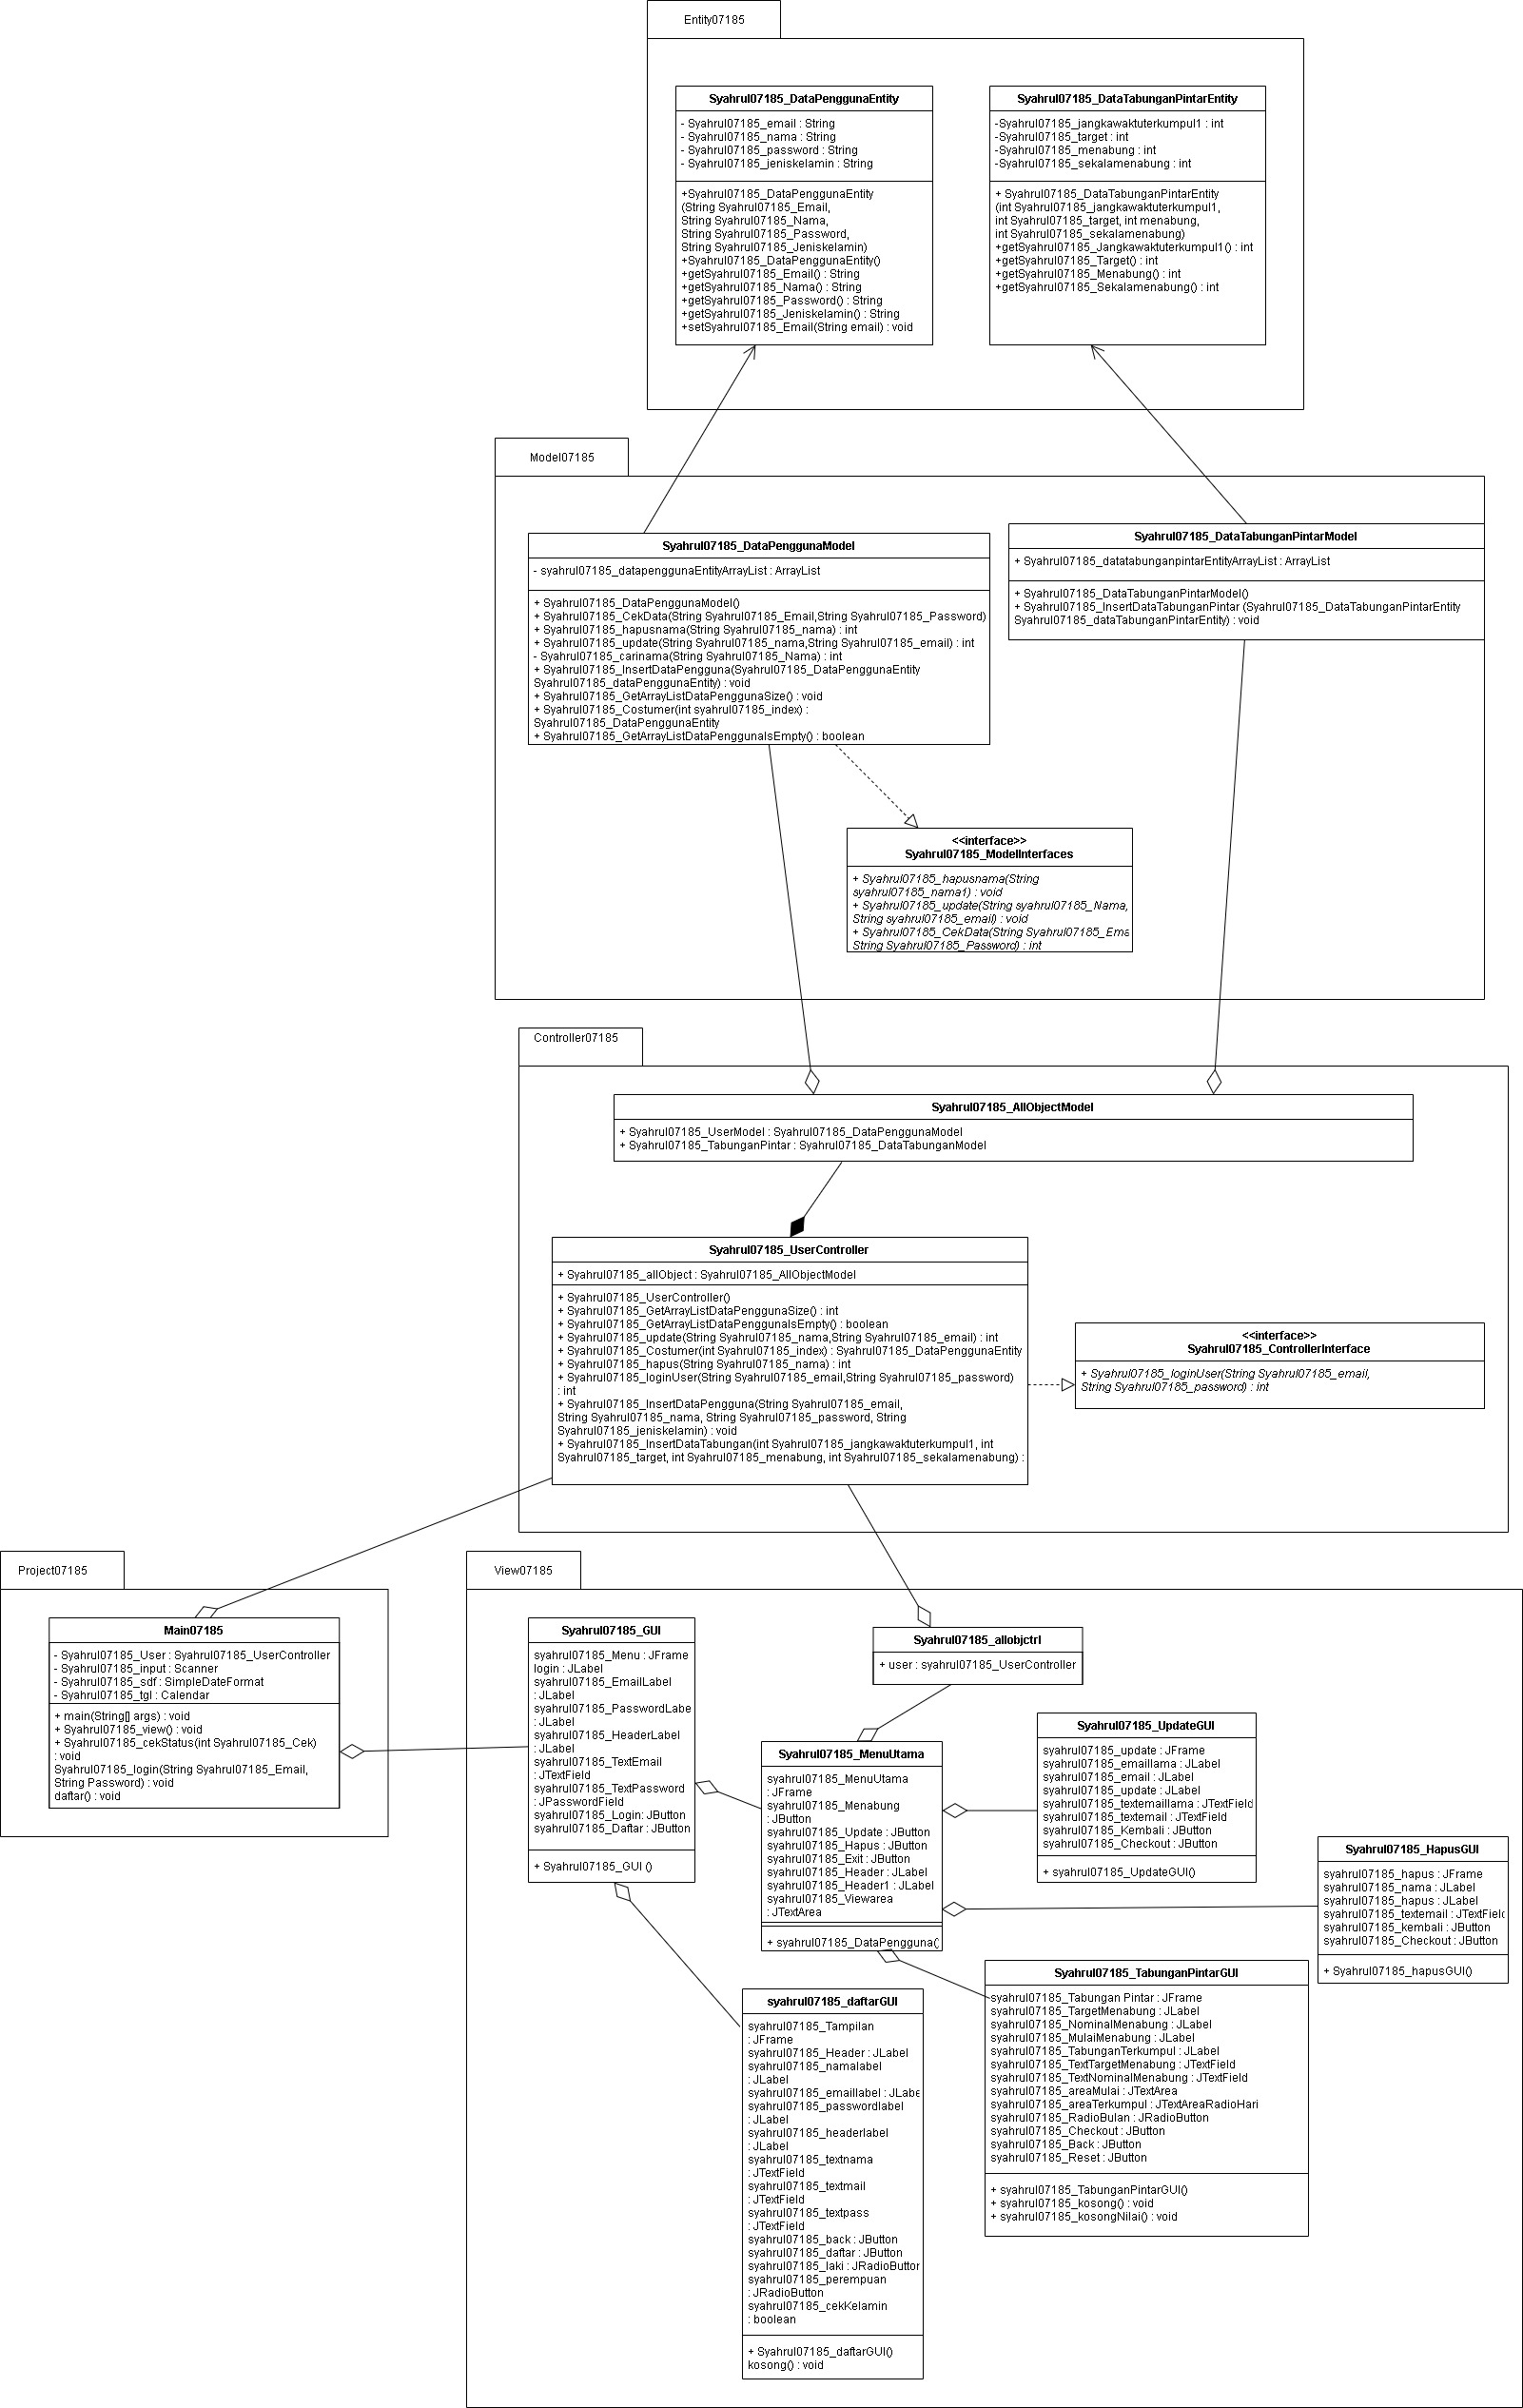 Entity07185
Syahrul07185_DataPenggunaEntity
- Syahrul07185_email : String
- Syahrul07185_nama : String
- Syahrul07185_password : String
- Syahrul07185_jeniskelamin : String
+Syahrul07185_DataPenggunaEntity
(String Syahrul07185_Email,
String Syahrul07185_Nama,
String Syahrul07185_Password,
String Syahrul07185_Jeniskelamin)
+Syahrul07185_DataPenggunaEntity()
+getSyahrul07185_Email() : String
+getSyahrul07185_Nama() : String
+getSyahrul07185_Password() : String
+getSyahrul07185_Jeniskelamin() : String
+setSyahrul07185_Email(String email) : void
Syahrul07185_DataTabunganPintarEntity
-Syahrul07185_jangkawaktuterkumpul1 : int
-Syahrul07185_target : int
-Syahrul07185_menabung : int
-Syahrul07185_sekalamenabung : int
+ Syahrul07185_DataTabunganPintarEntity
(int Syahrul07185_jangkawaktuterkumpul1,
int Syahrul07185_target, int menabung,
int Syahrul07185_sekalamenabung)
+getSyahrul07185_Jangkawaktuterkumpul1() : int
+getSyahrul07185_Target() : int
+getSyahrul07185_Menabung() : int
+getSyahrul07185_Sekalamenabung() : int
Model07185
Syahrul07185_DataPenggunaModel
- syahrul07185_datapenggunaEntityArrayList : ArrayList
+ Syahrul07185_DataPenggunaModel()
+ Syahrul07185_CekData(String Syahrul07185_Email,String Syahrul07185_Password)
+ Syahrul07185_hapusnama(String Syahrul07185_nama) : int
+ Syahrul07185_update(String Syahrul07185_nama,String Syahrul07185_email) : int
- Syahrul07185_carinama(String Syahrul07185_Nama) : int
+ Syahrul07185_InsertDataPengguna(Syahrul07185_DataPenggunaEntity
Syahrul07185_dataPenggunaEntity) : void
+ Syahrul07185_GetArrayListDataPenggunaSize() : void
+ Syahrul07185_Costumer(int syahrul07185_index) :
Syahrul07185_DataPenggunaEntity
+ Syahrul07185_GetArrayListDataPenggunaIsEmpty() : boolean
Syahrul07185_DataTabunganPintarModel
+ Syahrul07185_datatabunganpintarEntityArrayList : ArrayList
+ Syahrul07185_DataTabunganPintarModel()
+ Syahrul07185_InsertDataTabunganPintar (Syahrul07185_DataTabunganPintarEntity
Syahrul07185_dataTabunganPintarEntity) : void
<<interface>>
Syahrul07185_ModelInterfaces
+ Syahrul07185_hapusnama(String
syahrul07185_nama1) : void
+ Syahrul07185_update(String syahrul07185_Nama,
String syahrul07185_email) : void
+ Syahrul07185_CekData(String Syahrul07185_Ema
String Syahrul07185_Password) : int
Controller07185
Syahrul07185_AllObjectModel
+ Syahrul07185_UserModel : Syahrul07185_DataPenggunaModel
+ Syahrul07185_TabunganPintar : Syahrul07185_DataTabunganModel
Syahrul07185_UserController
+ Syahrul07185_allObject : Syahrul07185_AllObjectModel
+ Syahrul07185_UserController()
+ Syahrul07185_GetArrayListDataPenggunaSize() : int
+ Syahrul07185_GetArrayListDataPenggunaIsEmpty() : boolean
+ Syahrul07185_update(String Syahrul07185_nama,String Syahrul07185_email) : int
+ Syahrul07185_Costumer(int Syahrul07185_index) : Syahrul07185_DataPenggunaEntity
+ Syahrul07185_hapus(String Syahrul07185_nama) : int
+ Syahrul07185_loginUser(String Syahrul07185_email,String Syahrul07185_password)
: int
+ Syahrul07185_InsertDataPengguna(String Syahrul07185_email,
String Syahrul07185_nama, String Syahrul07185_password, String
Syahrul07185_jeniskelamin) : void
+ Syahrul07185_InsertDataTabungan(int Syahrul07185_jangkawaktuterkumpul1, int
Syahrul07185_target, int Syahrul07185_menabung, int Syahrul07185_sekalamenabung) :
<<interface>>
Syahrul07185_ControllerInterface
+ Syahrul07185_loginUser(String Syahrul07185_email,
String Syahrul07185_password) : int
Project07185
Main07185
- Syahrul07185_User : Syahrul07185_UserController
- Syahrul07185_input : Scanner
- Syahrul07185_sdf : SimpleDateFormat
- Syahrul07185_tgl : Calendar
+ main(String[] args) : void
+ Syahrul07185_view() : void
+ Syahrul07185_cekStatus(int Syahrul07185_Cek)
: void
Syahrul07185_login(String Syahrul07185_Email,
String Password) : void
daftar() : void
View07185
Syahrul07185_GUI
syahrul07185_Menu : JFrame
login : JLabel
syahrul07185_EmailLabel
: JLabel
syahrul07185_PasswordLabe
: JLabel
syahrul07185_HeaderLabel
: JLabel
syahrul07185_TextEmail
: JTextField
syahrul07185_TextPassword
: JPasswordField
syahrul07185_Login: JButton
syahrul07185_Daftar : JButton
+ Syahrul07185_GUI ()
Syahrul07185_allobjctrl
+ user : syahrul07185_UserController
Syahrul07185_MenuUtama
syahrul07185_MenuUtama
: JFrame
syahrul07185_Menabung
: JButton
syahrul07185_Update : JButton
syahrul07185_Hapus : JButton
syahrul07185_Exit : JButton
syahrul07185_Header : JLabel
syahrul07185_Header1 : JLabel
syahrul07185_Viewarea
: JTextArea
+ syahrul07185_DataPengguna()
Syahrul07185_UpdateGUI
syahrul07185_update : JFrame
syahrul07185_emaillama : JLabel
syahrul07185_email : JLabel
syahrul07185_update : JLabel
syahrul07185_textemaillama : JTextField
syahrul07185_textemail : JTextField
syahrul07185_Kembali : JButton
syahrul07185_Checkout : JButton
+ syahrul07185_UpdateGUI()
Syahrul07185_HapusGUI
syahrul07185_hapus : JFrame
syahrul07185_nama : JLabel
syahrul07185_hapus : JLabel
syahrul07185_textemail : JTextField
syahrul07185_kembali : JButton
syahrul07185_Checkout : JButton
+ Syahrul07185_hapusGUI()
Syahrul07185_TabunganPintarGUI
syahrul07185_Tabungan Pintar : JFrame
syahrul07185_TargetMenabung : JLabel
syahrul07185_NominalMenabung : JLabel
syahrul07185_MulaiMenabung : JLabel
syahrul07185_TabunganTerkumpul : JLabel
syahrul07185_TextTargetMenabung : JTextField
syahrul07185_TextNominalMenabung : JTextField
syahrul07185_areaMulai : JTextArea
syahrul07185_areaTerkumpul : JTextAreaRadioHari
syahrul07185_RadioBulan : JRadioButton
syahrul07185_Checkout : JButton
syahrul07185_Back : JButton
syahrul07185_Reset : JButton
+ syahrul07185_TabunganPintarGUI()
+ syahrul07185_kosong() : void
+ syahrul07185_kosongNilai() : void
syahrul07185_daftarGUI
syahrul07185_Tampilan
: JFrame
syahrul07185_Header : JLabel
syahrul07185_namalabel
: JLabel
syahrul07185_emaillabel : JLabe
syahrul07185_passwordlabel
: JLabel
syahrul07185_headerlabel
: JLabel
syahrul07185_textnama
: JTextField
syahrul07185_textmail
: JTextField
syahrul07185_textpass
: JTextField
syahrul07185_back : JButton
syahrul07185_daftar : JButton
syahrul07185_laki : JRadioButton
syahrul07185_perempuan
: JRadioButton
syahrul07185_cekKelamin
: boolean
+ Syahrul07185_daftarGUI()
kosong() : void